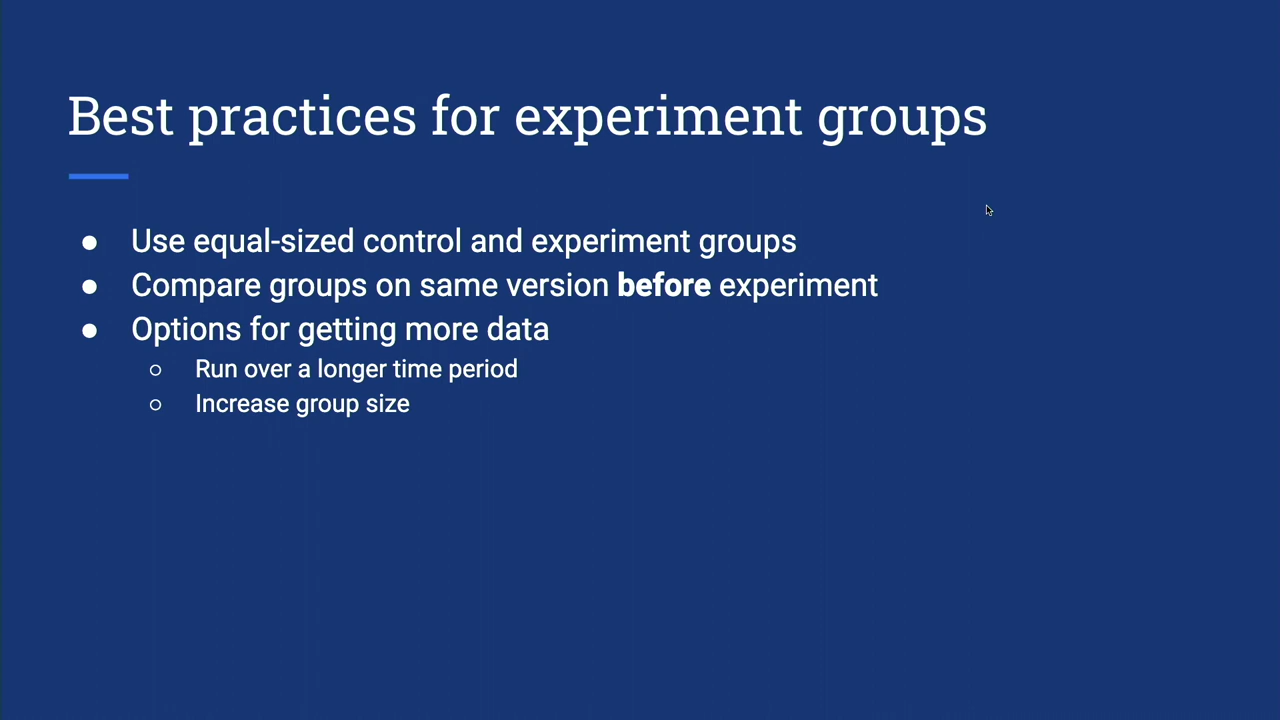 Best practices for experiment groups
● Use equal-sized control and experiment groups
● Compare groups on same version before experiment
● Options for getting more data
○ Run over a longer time period
○ Increase group size